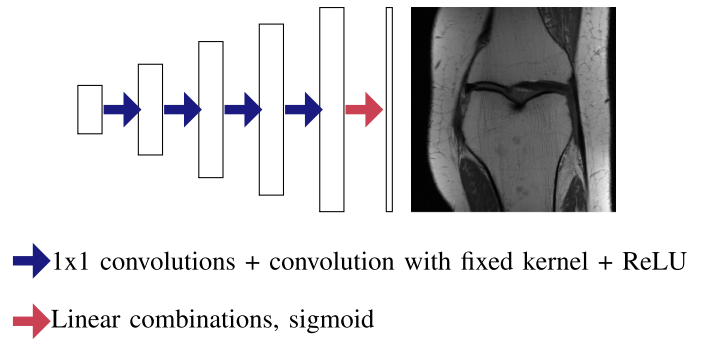 1x1 convolutions + convolution with fixed kernel + ReLU
Linear combinations, sigmoid